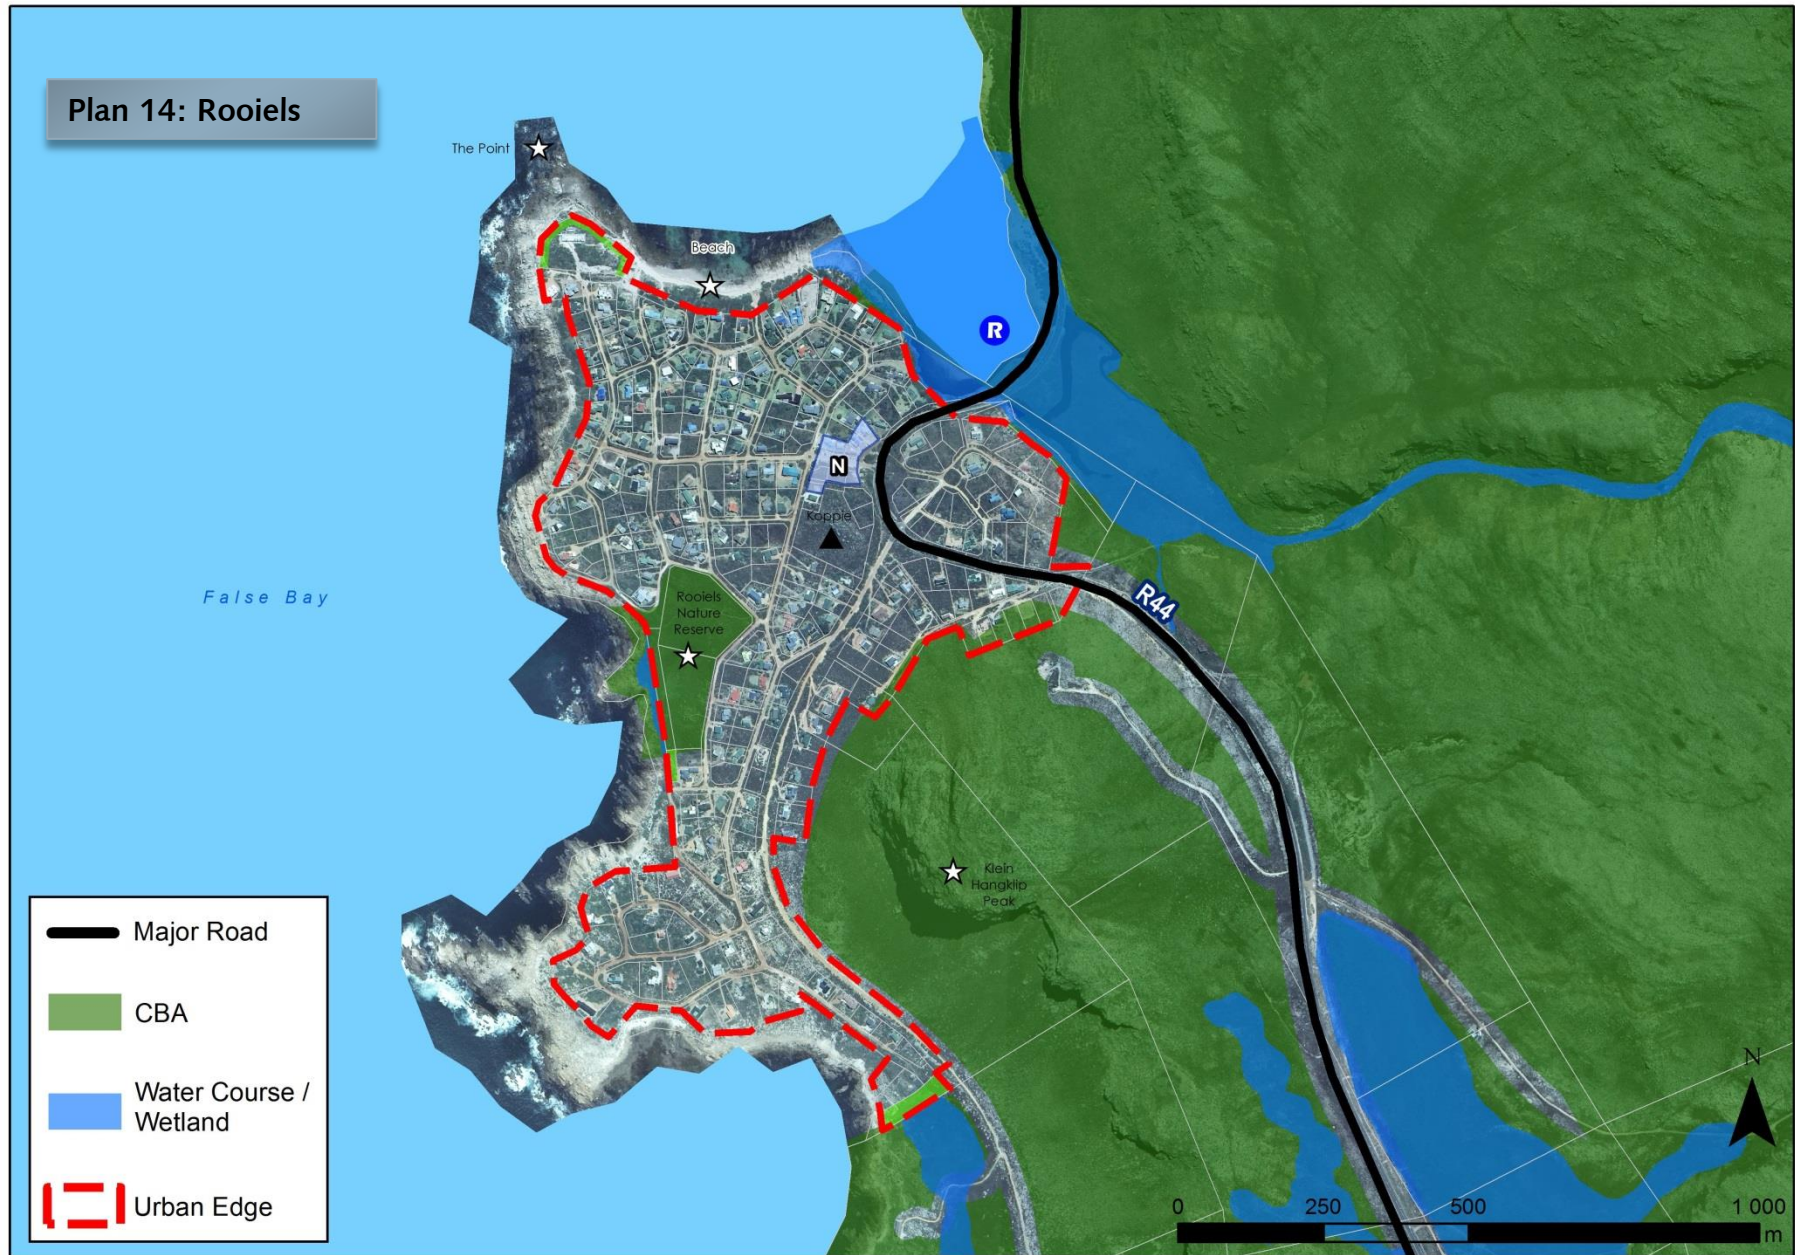 Plan 14: Rooiels
The Point
Beach
R
N
Koppie
False Bay
Rooiels
Nature
Reserve
R44
Klein
Hangklip
Peak
Major Road
CBA
Water Course /
Wetland
Urban Edge
N
0 250 500 1 000
m